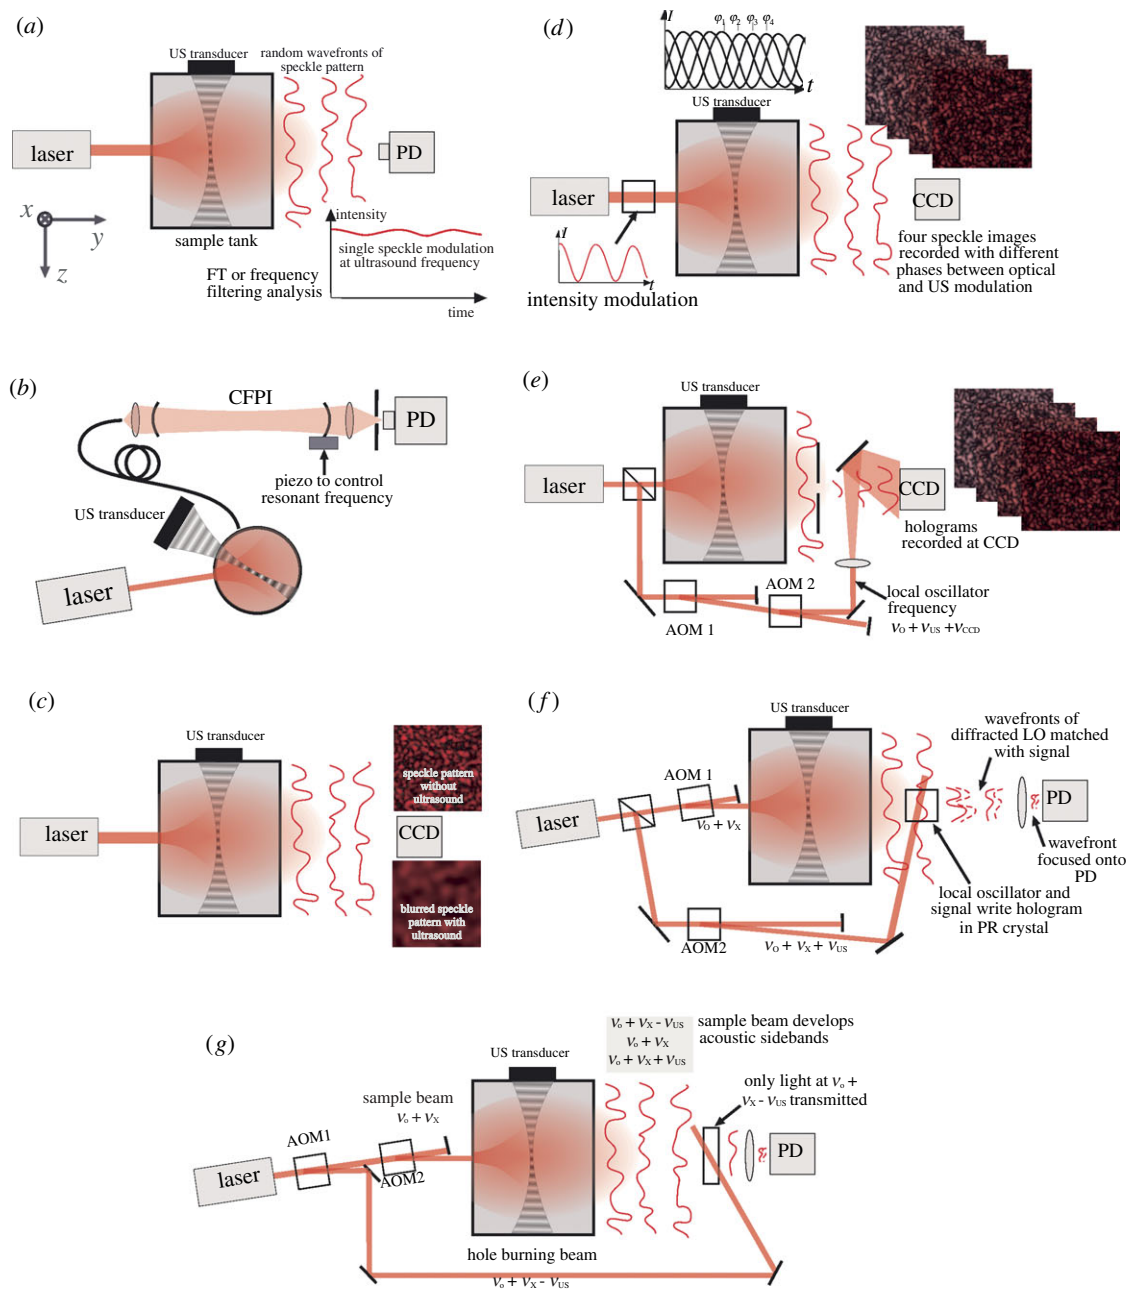 (a)
US transducer
random wavefronts of
speckle pattern
laser
PD
x
y
z
sample tank
intensity
single speckle modulation
at ultrasound frequency
FT or frequency
filtering analysis
time
(b)
CFPI
PD
piezo to control
resonant frequency
US transducer
laser
(c)
US transducer
laser
speckle pattern
without
ultrasound
CCD
blurred speckle
pattern with
ultrasound
(d)
I
φ1 φ2 φ3 φ4
t
US transducer
laser
CCD
I
t
intensity modulation
four speckle images
recorded with different
phases between optical
and US modulation
(e)
US transducer
laser
CCD
holograms
recorded at CCD
AOM 2
AOM 1
local oscillator
frequency
νO + νUS +νCCD
(f)
US transducer
wavefronts of
diffracted LO matched
with signal
AOM 1
laser
νO + νX
PD
wavefront
focused onto
PD
local oscillator and
signal write hologram
in PR crystal
AOM2
νO + νX + νUS
(g)
US transducer
νo + νX - νUS
νo + νX
νo + νX + νUS
sample beam develops
acoustic sidebands
only light at νo +
νX - νUS transmitted
sample beam
νo + νX
AOM1
AOM2
laser
PD
hole burning beam
νo + νX - νUS